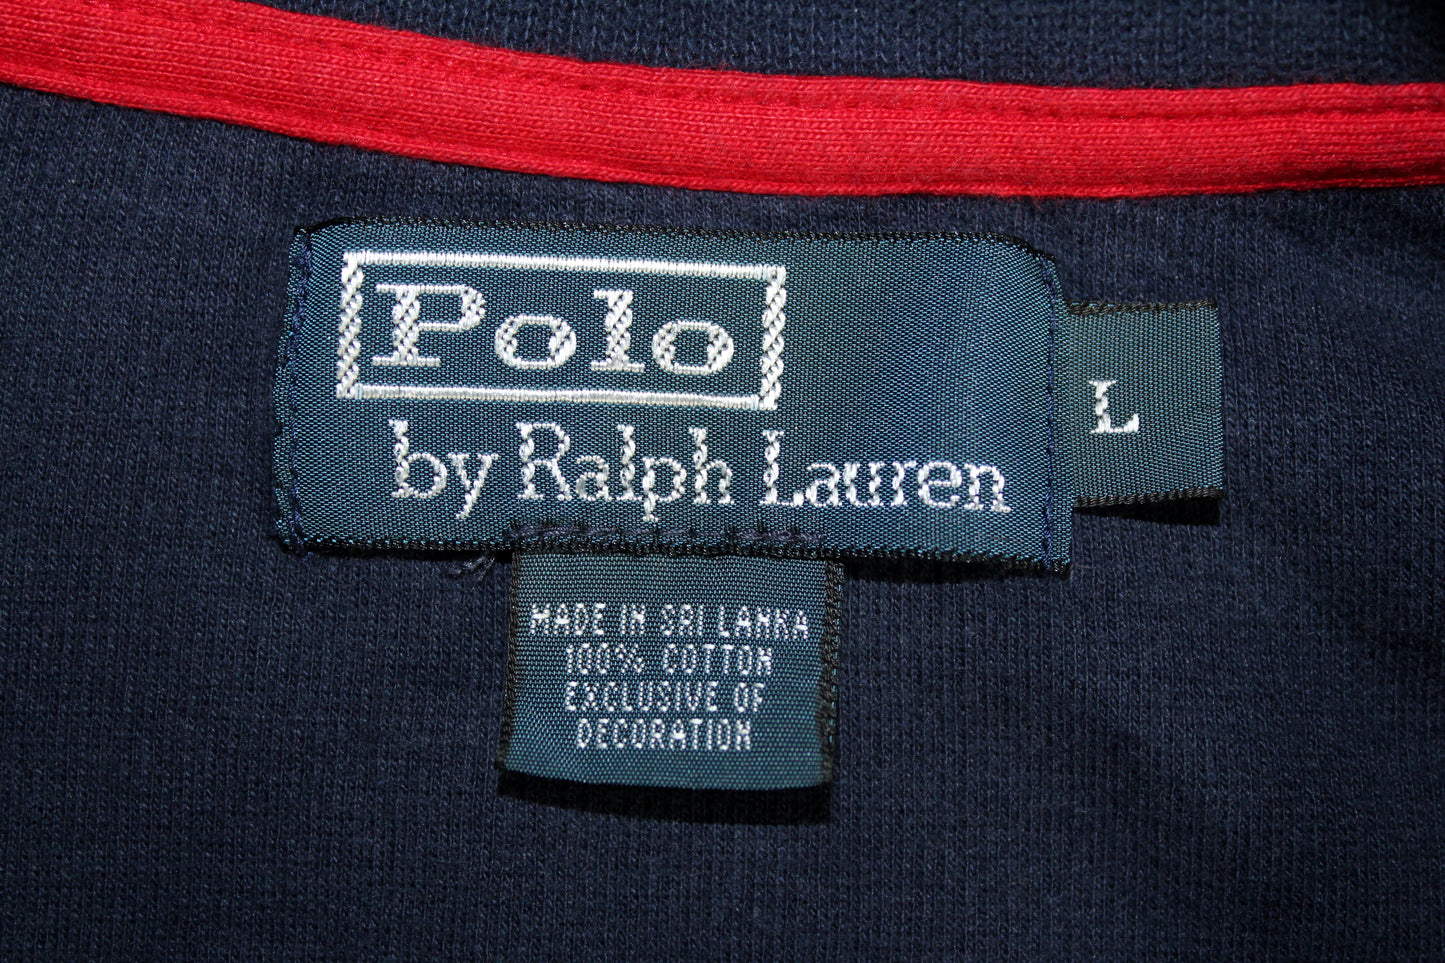 Polo
by Ralph Lauren
L
MADE IN SRI LANKA
100% COTTON
EXCLUSIVE OF
DECORATION